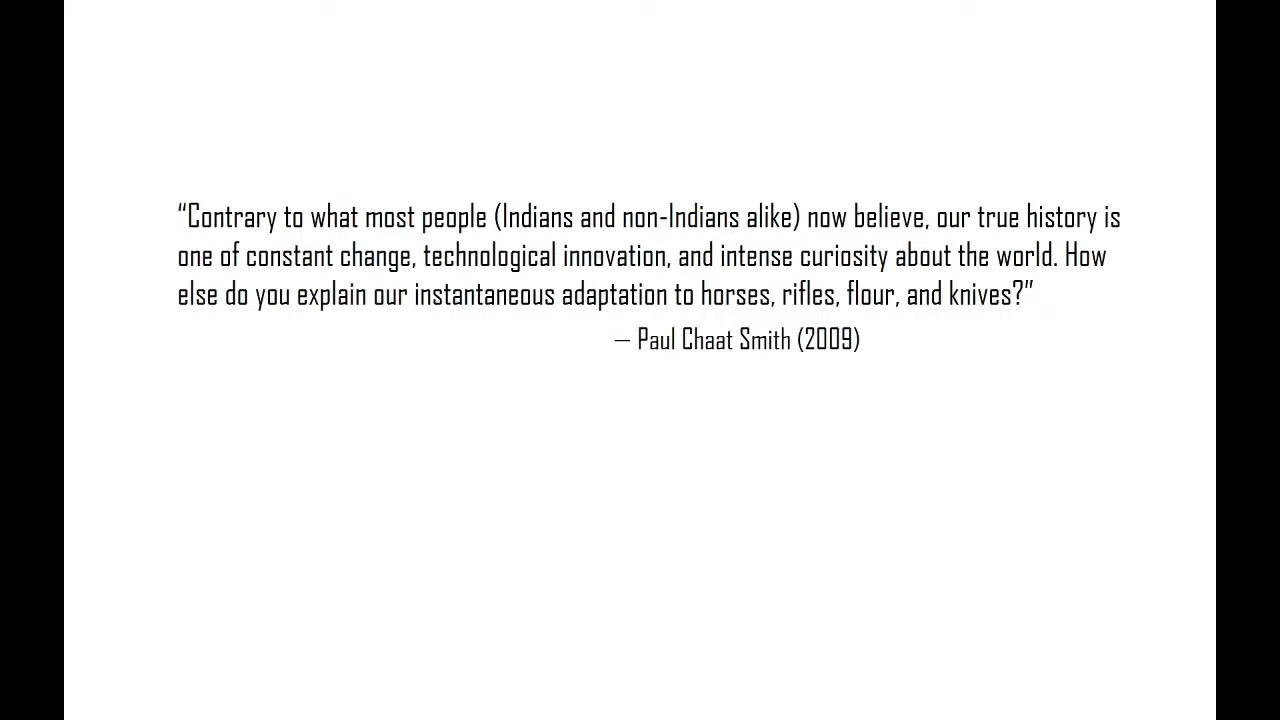 “Contrary to what most people (Indians and non-Indians alike) now believe, our true history is
one of constant change, technological innovation, and intense curiosity about the world. How
else do you explain our instantaneous adaptation to horses, rifles, flour, and knives?”
– Paul Chaat Smith (2009)